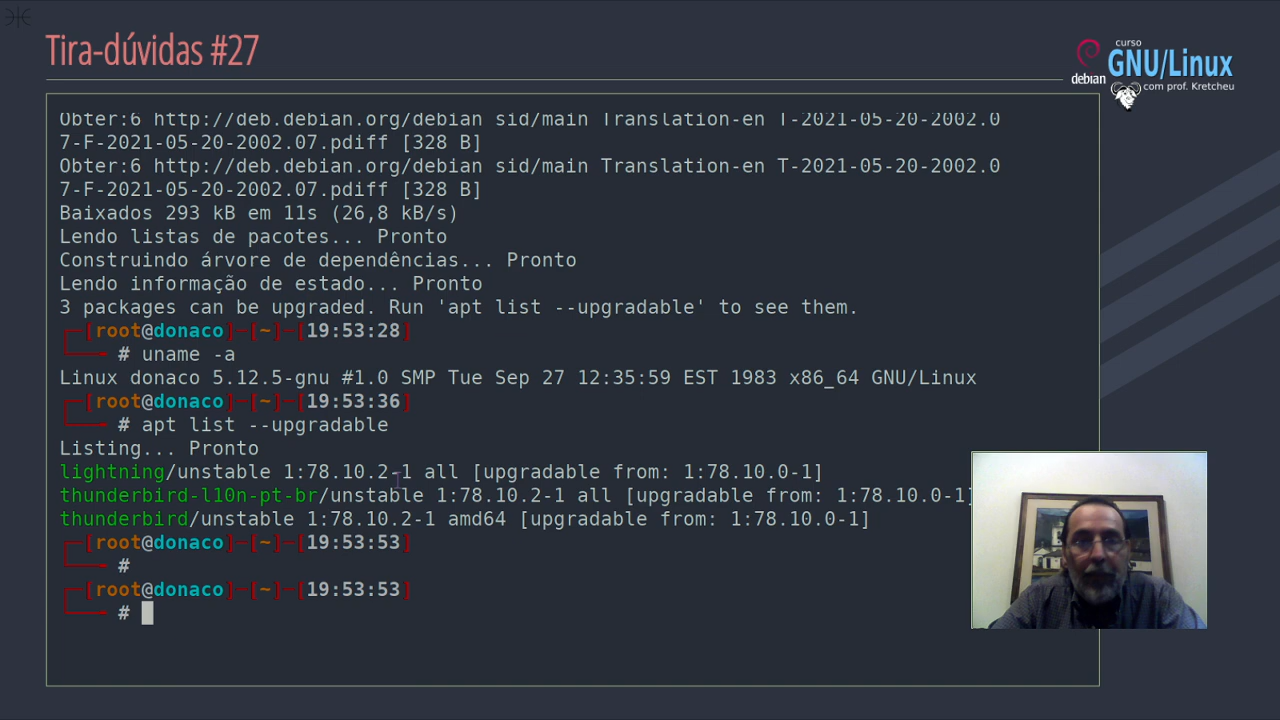 Tira-dúvidas #27
curso
GNU/Linux
debian
com prof. Kretcheu
Obter:6 http://deb.debian.org/debian sid/main Translation-en T-2021-05-20-2002.0
7-F-2021-05-20-2002.07.pdiff [328 B]
Obter:6 http://deb.debian.org/debian sid/main Translation-en T-2021-05-20-2002.0
7-F-2021-05-20-2002.07.pdiff [328 B]
Baixados 293 kB em 11s (26,8 kB/s)
Lendo listas de pacotes... Pronto
Construindo árvore de dependências... Pronto
Lendo informação de estado... Pronto
3 packages can be upgraded. Run 'apt list --upgradable' to see them.
┌─[root@donaco]─[~]─[19:53:28]
└──╼ # uname -a
Linux donaco 5.12.5-gnu #1.0 SMP Tue Sep 27 12:35:59 EST 1983 x86_64 GNU/Linux
┌─[root@donaco]─[~]─[19:53:36]
└──╼ # apt list --upgradable
Listing... Pronto
lightning/unstable 1:78.10.2-1 all [upgradable from: 1:78.10.0-1]
thunderbird-l10n-pt-br/unstable 1:78.10.2-1 all [upgradable from: 1:78.10.0-1]
thunderbird/unstable 1:78.10.2-1 amd64 [upgradable from: 1:78.10.0-1]
┌─[root@donaco]─[~]─[19:53:53]
└──╼ #
┌─[root@donaco]─[~]─[19:53:53]
└──╼ #